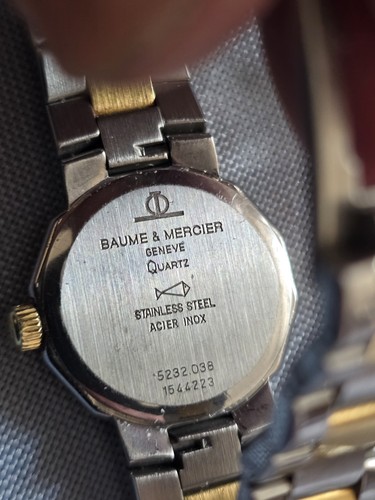 BAUME & MERCIER
GENEVE
QUARTZ
STAINLESS STEEL
ACIER INOX
5232.038
1544223